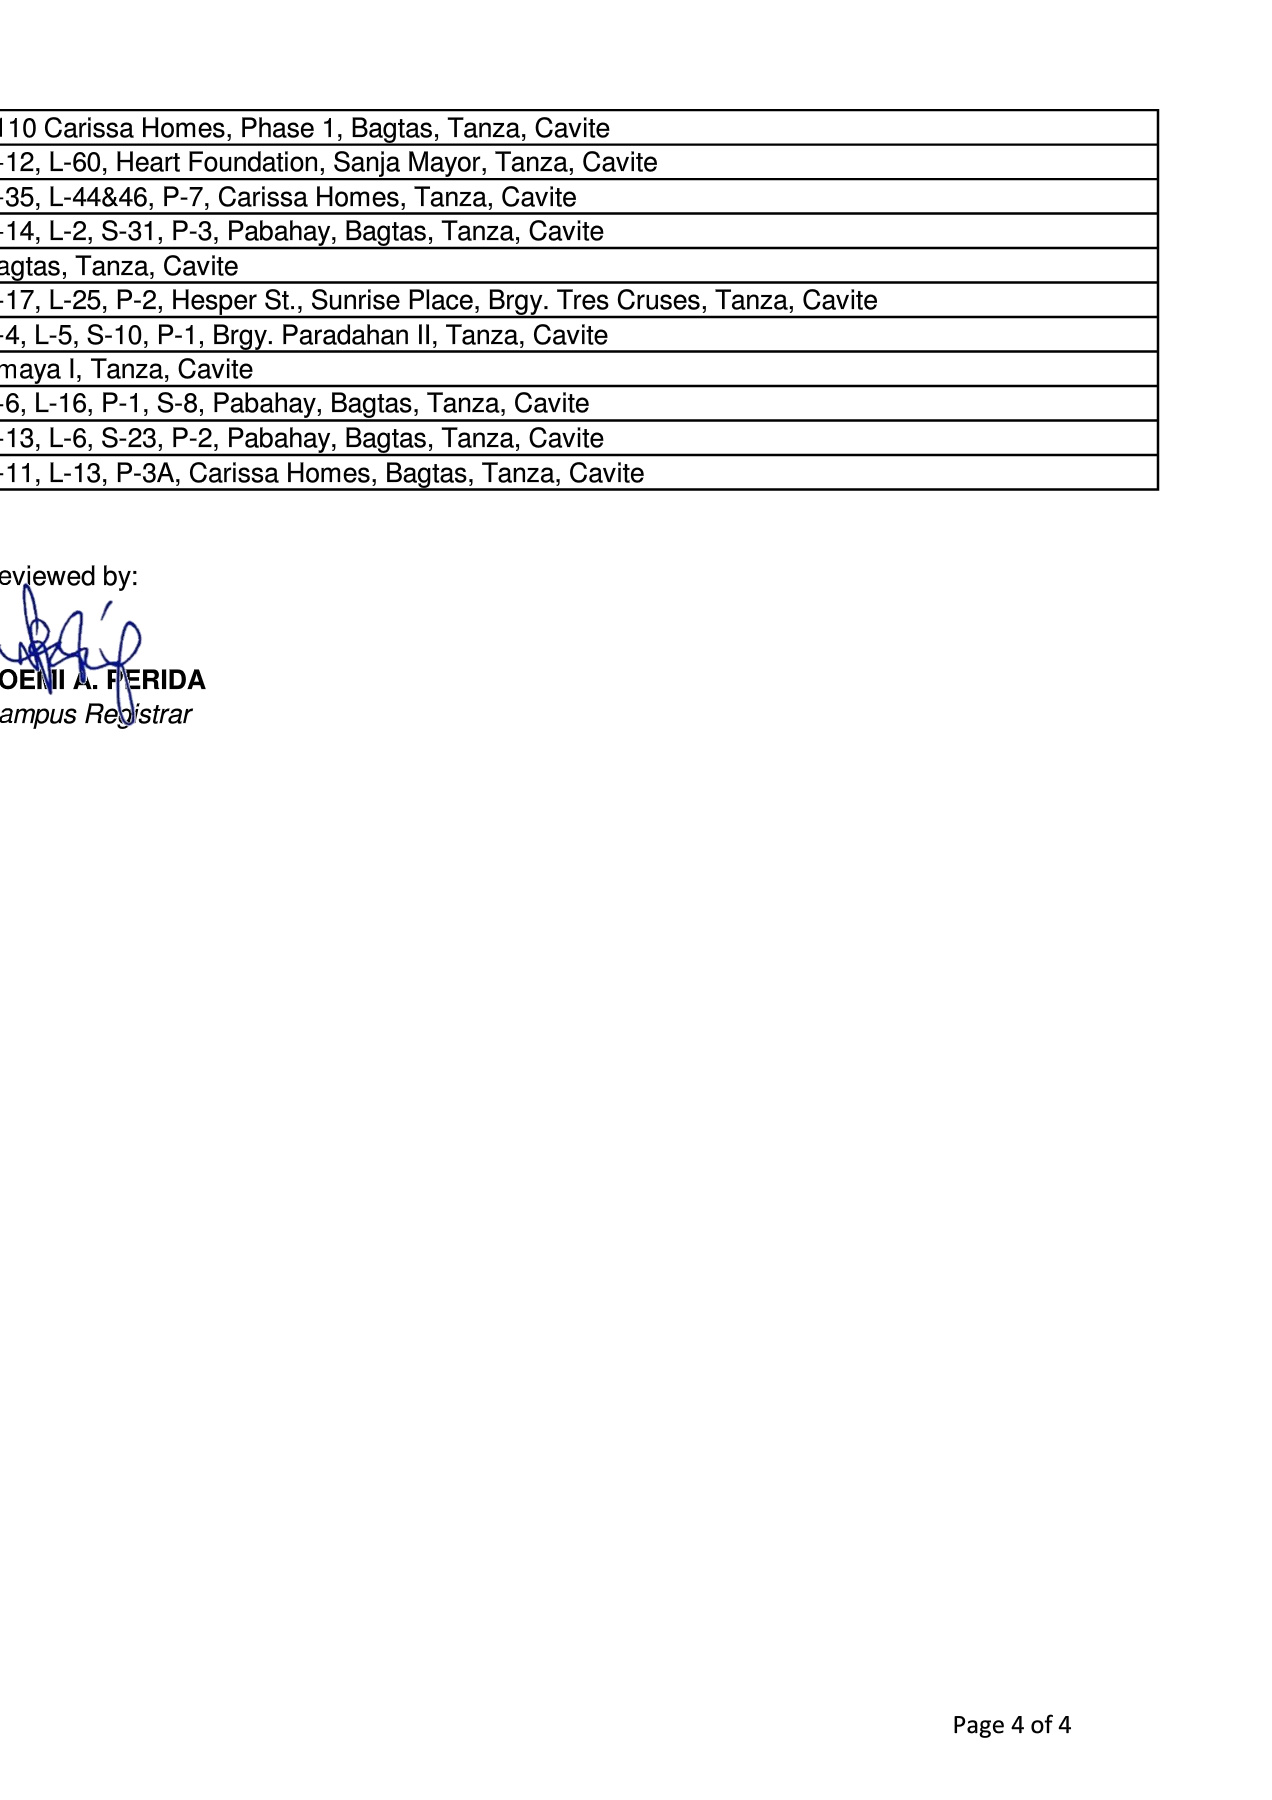 110 Carissa Homes, Phase 1, Bagtas, Tanza, Cavite
-12, L-60, Heart Foundation, Sanja Mayor, Tanza, Cavite
-35, L-44&46, P-7, Carissa Homes, Tanza, Cavite
-14, L-2, S-31, P-3, Pabahay, Bagtas, Tanza, Cavite
agtas, Tanza, Cavite
-17, L-25, P-2, Hesper St., Sunrise Place, Brgy. Tres Cruses, Tanza, Cavite
-4, L-5, S-10, P-1, Brgy. Paradahan II, Tanza, Cavite
maya I, Tanza, Cavite
-6, L-16, P-1, S-8, Pabahay, Bagtas, Tanza, Cavite
-13, L-6, S-23, P-2, Pabahay, Bagtas, Tanza, Cavite
-11, L-13, P-3A, Carissa Homes, Bagtas, Tanza, Cavite
eviewed by:
OEMI A. PERIDA
ampus Registrar
Page 4 of 4